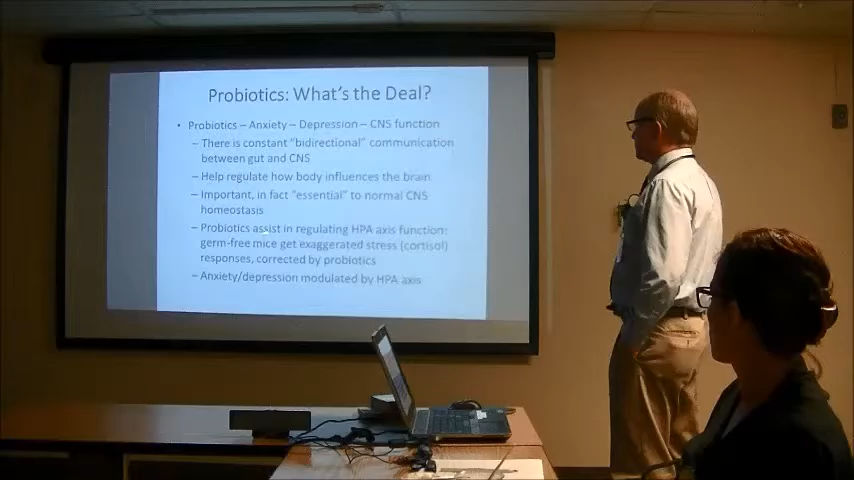 Probiotics: What's the Deal?
• Probiotics – Anxiety – Depression – CNS function
– There is constant "bidirectional" communication
between gut and CNS
– Help regulate how body influences the brain
– Important, in fact "essential" to normal CNS
homeostasis
– Probiotics assist in regulating HPA axis function:
germ-free mice get exaggerated stress (cortisol)
responses, corrected by probiotics
– Anxiety/depression modulated by HPA axis